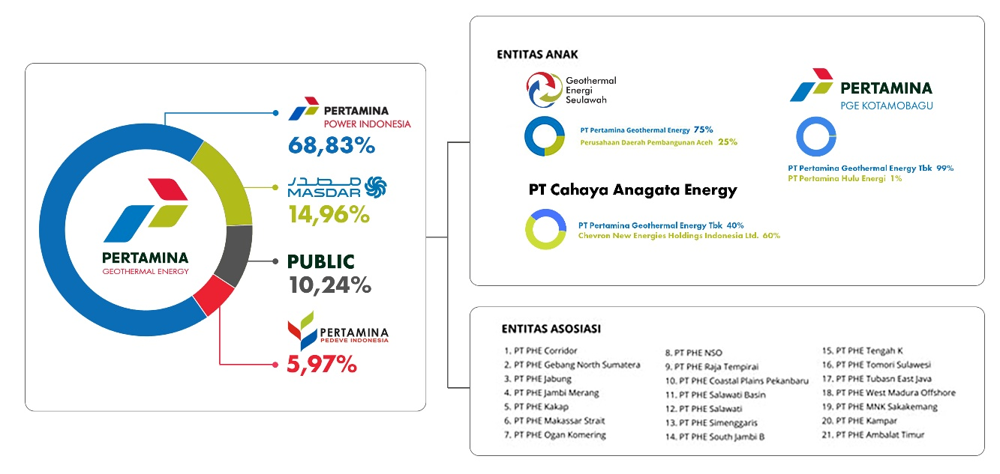 PERTAMINA
GEOTHERMAL ENERGY
PERTAMINA
POWER INDONESIA
68,83%
مصدر
MASDAR
14,96%
PUBLIC
10,24%
PERTAMINA
PEDEVE INDONESIA
5,97%
ENTITAS ANAK
Geothermal
Energi
Seulawah
PT Pertamina Geothermal Energy 75%
Perusahaan Daerah Pembangunan Aceh 25%
PERTAMINA
PGE KOTAMOBAGU
PT Pertamina Geothermal Energy Tbk 99%
PT Pertamina Hulu Energi 1%
PT Cahaya Anagata Energy
PT Pertamina Geothermal Energy Tbk 40%
Chevron New Energies Holdings Indonesia Ltd. 60%
ENTITAS ASOSIASI
1. PT PHE Corridor
2. PT PHE Gebang North Sumatera
3. PT PHE Jabung
4. PT PHE Jambi Merang
5. PT PHE Kakap
6. PT PHE Makassar Strait
7. PT PHE Ogan Komering
8. PT PHE NSO
9. PT PHE Raja Tempirai
10. PT PHE Coastal Plains Pekanbaru
11. PT PHE Salawati Basin
12. PT PHE Salawati
13. PT PHE Simenggaris
14. PT PHE South Jambi B
15. PT PHE Tengah K
16. PT PHE Tomori Sulawesi
17. PT PHE Tubasn East Java
18. PT PHE West Madura Offshore
19. PT PHE MNK Sakakemang
20. PT PHE Kampar
21. PT PHE Ambalat Timur